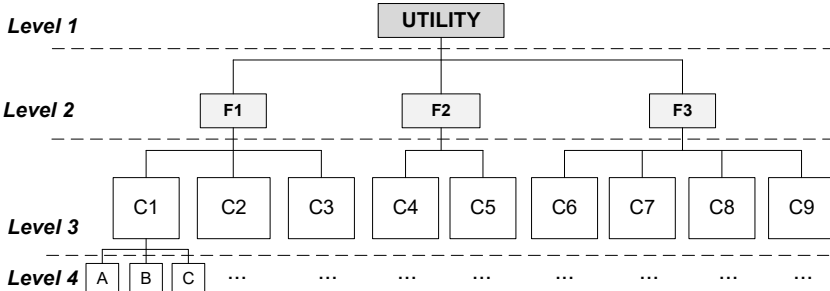 Level 1 UTILITY
Level 2 F1 F2 F3
Level 3 C1 C2 C3 C4 C5 C6 C7 C8 C9
Level 4 A B C ... ... ... ... ... ... ... ...